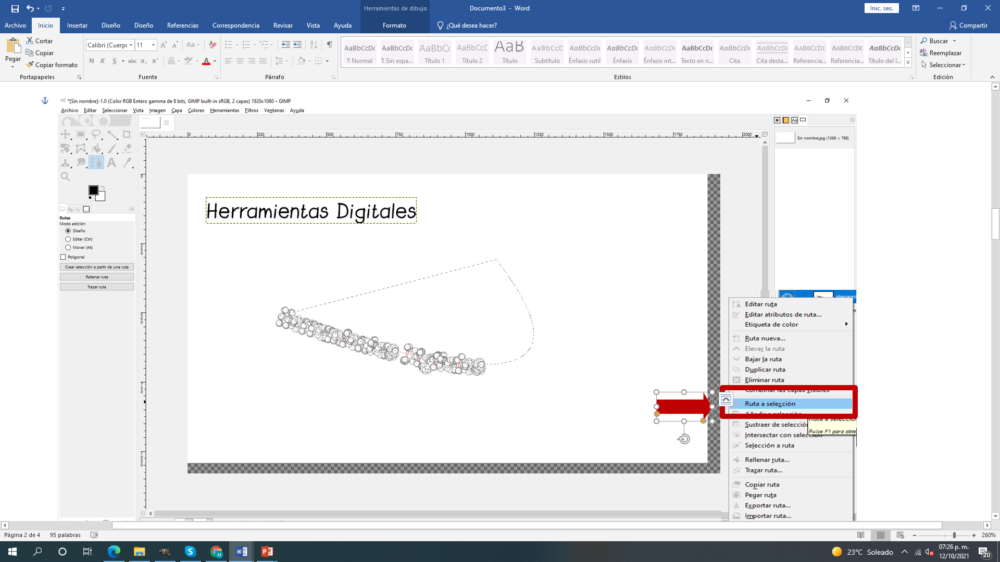 Herramientas de dibujo
Documento3 - Word
Inic. ses.
Archivo Inicio Insertar Diseño Diseño Referencias Correspondencia Revisar Vista Ayuda Formato ¿Qué desea hacer? Compartir
Pegar
Cortar
Copiar
Copiar formato
Portapapeles
Calibri (Cuerpo 11
N K S abc x₂ x²
Fuente
Párrafo
AaBbCcDc AaBbCcDc AaBbCc AaBbCcD AaB AaBbCcD AaBbCcDc AaBbCcDc AaBbCcDc AaBbCcDc AaBbCcDc AaBbCcDc AaBbCcDd AaBbCcDd AaBbCcDc
¶ Normal ¶ Sin espa... Título 1 Título 2 Título Subtítulo Énfasis sutil Énfasis Énfasis int... Texto en n... Cita Cita desta... Referencia... Referencia... Título del l...
Estilos
Buscar
Reemplazar
Seleccionar
Edición
*[Sin nombre]-1.0 (Color RGB Entero gamma de 8 bits, GIMP built-in sRGB, 2 capas) 1920x1080 – GIMP
Archivo Editar Seleccionar Vista Imagen Capa Colores Herramientas Filtros Ventanas Ayuda
0 250 500 750 1000 1250 1500 1750 2000
0
250
500
750
1000
Sin nombre.jpg (1366 × 768)
Rutas
Modo edición
Diseño
Editar (Ctrl)
Mover (Alt)
Poligonal
Crear selección a partir de una ruta
Rellenar ruta
Trazar ruta
Herramientas Digitales
Herrami
Editar ruta
Editar atributos de ruta...
Etiqueta de color
Ruta nueva...
Elevar la ruta
Bajar la ruta
Duplicar ruta
Eliminar ruta
Combinar las capas visibles
Ruta a selección
Añadir a selección
Ruta a selección
Sustraer de selección
Pulse F1 para obte
Intersectar con selección
Selección a ruta
Rellenar ruta...
Trazar ruta...
Copiar ruta
Pegar ruta
Exportar ruta...
Importar ruta...
Página 2 de 4 95 palabras
260%
23°C Soleado
07:26 p. m.
12/10/2021
20